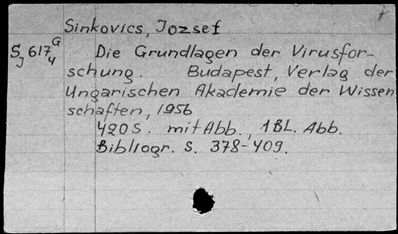 Sinkovics, Jozsef
SJ 617 G 4
Die Grundlagen der Virusfor-
schung. Budapest, Verlag der
Ungarischen Akademie der Wissen
schaften, 1956
420 S. mit Abb., 1 BL. Abb.
Bibliogr. S. 378-409.